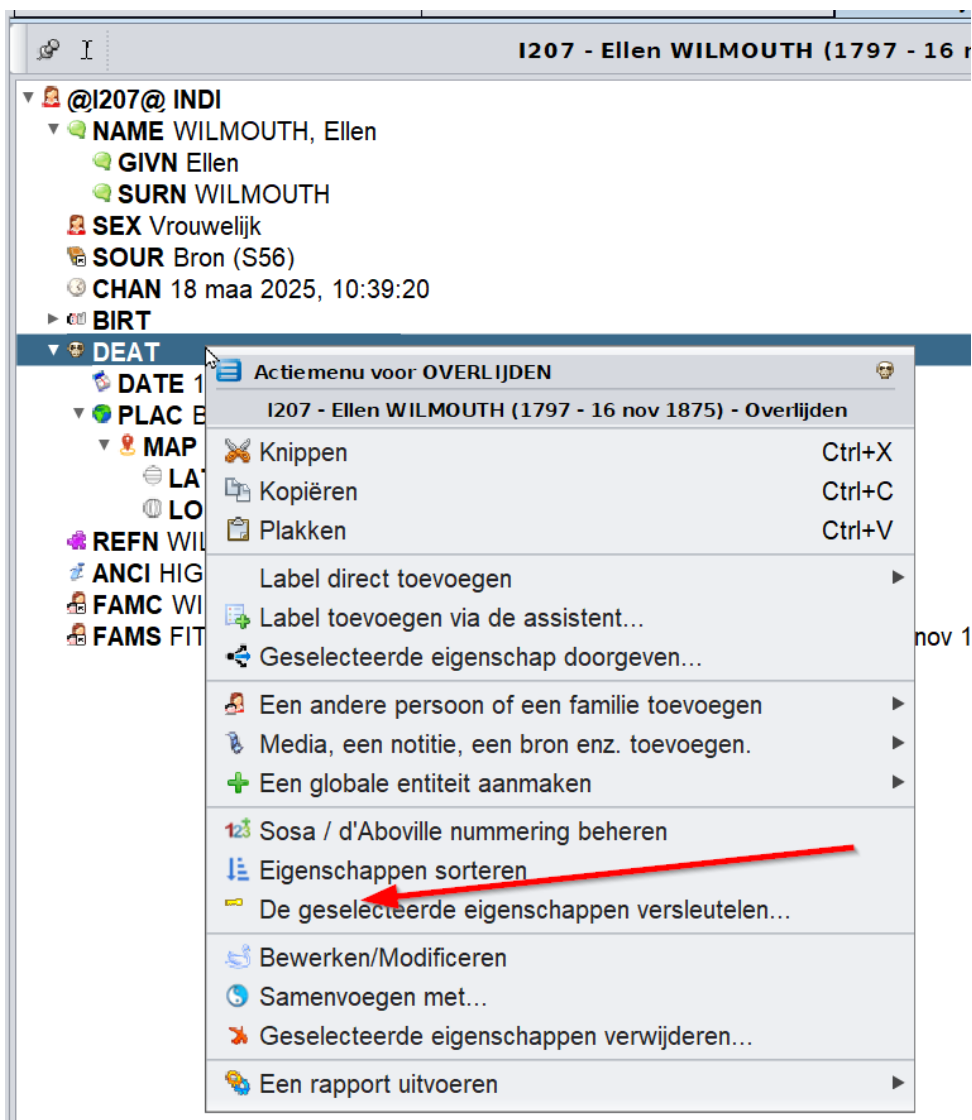 I207 - Ellen WILMOUTH (1797 - 16
@I207@ INDI
NAME WILMOUTH, Ellen
GIVN Ellen
SURN WILMOUTH
SEX Vrouwelijk
SOUR Bron (S56)
CHAN 18 maa 2025, 10:39:20
BIRT
DEAT
DATE 1
PLAC B
MAP
LA
LO
REFN WIL
ANCI HIG
FAMC WI
FAMS FIT
nov 1
Actiemenu voor OVERLIJDEN
I207 - Ellen WILMOUTH (1797 - 16 nov 1875) - Overlijden
Knippen Ctrl+X
Kopiëren Ctrl+C
Plakken Ctrl+V
Label direct toevoegen
Label toevoegen via de assistent...
Geselecteerde eigenschap doorgeven...
Een andere persoon of een familie toevoegen
Media, een notitie, een bron enz. toevoegen.
Een globale entiteit aanmaken
Sosa / d'Aboville nummering beheren
Eigenschappen sorteren
De geselecteerde eigenschappen versleutelen...
Bewerken/Modificeren
Samenvoegen met...
Geselecteerde eigenschappen verwijderen...
Een rapport uitvoeren